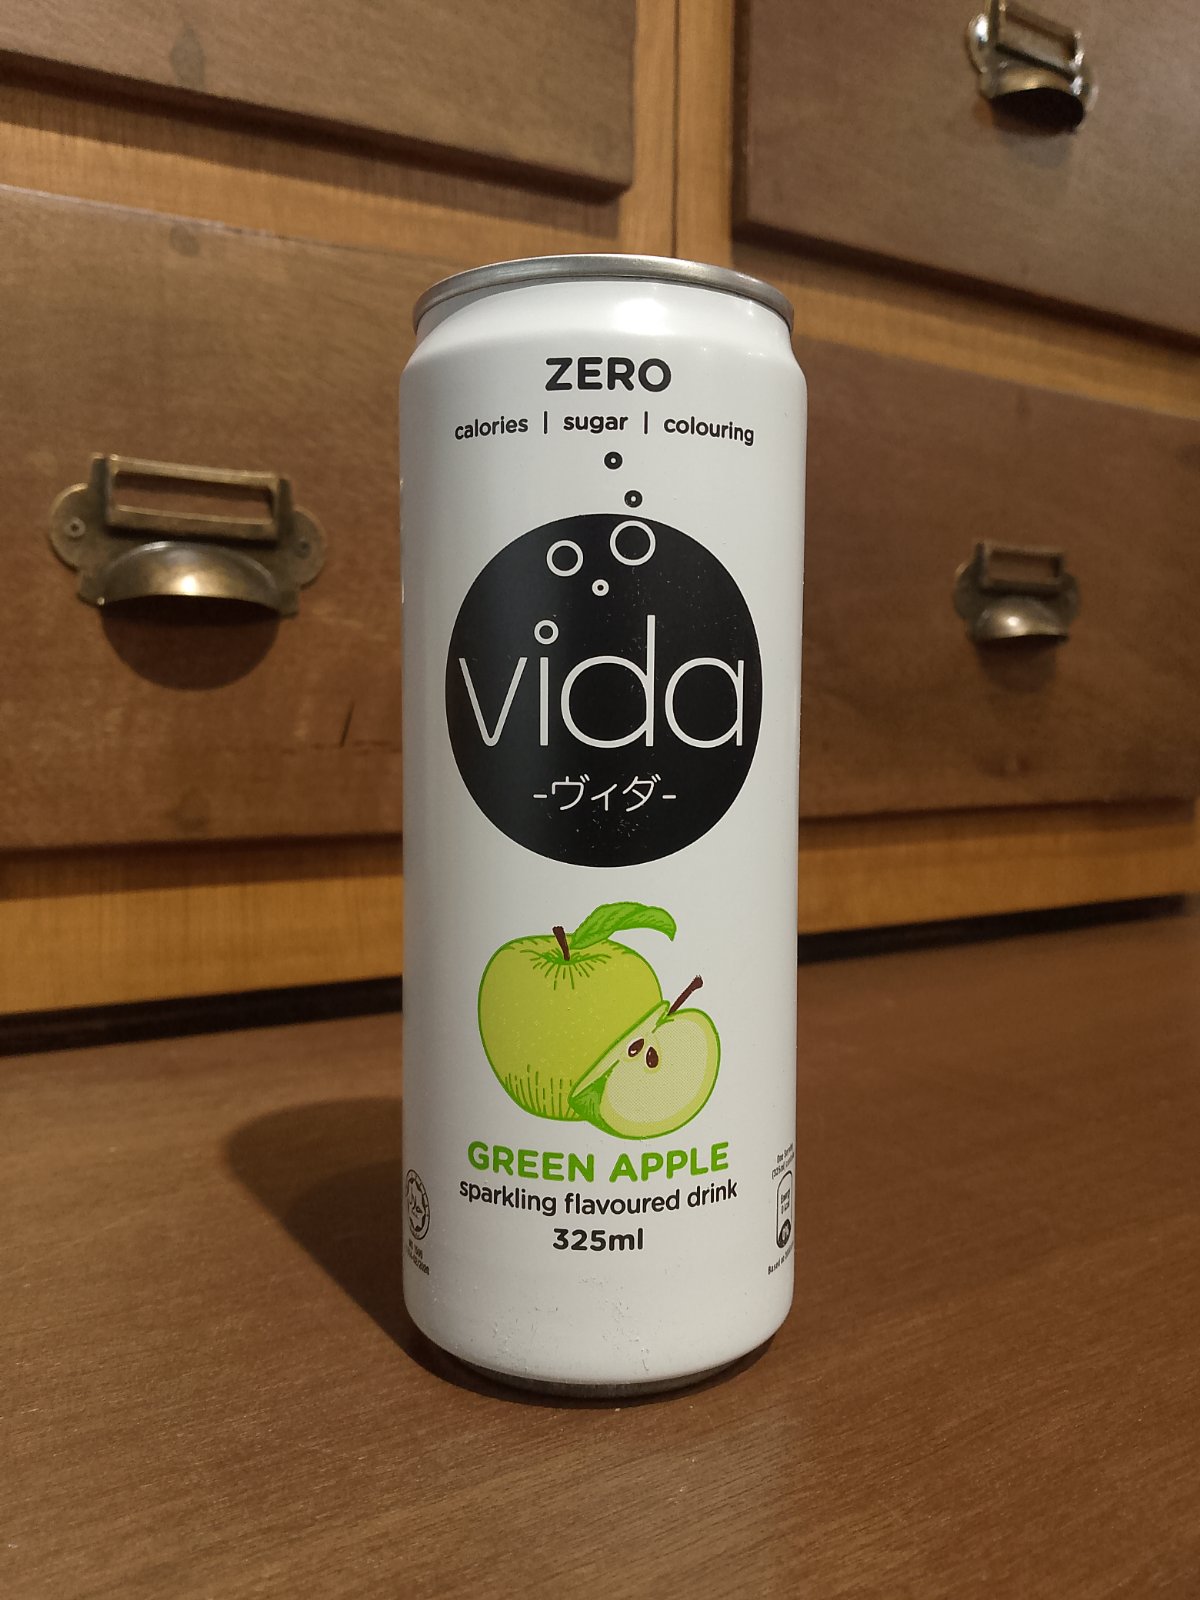 ZERO
calories | sugar | colouring
vida
-ヴィダ-
GREEN APPLE
sparkling flavoured drink
325ml